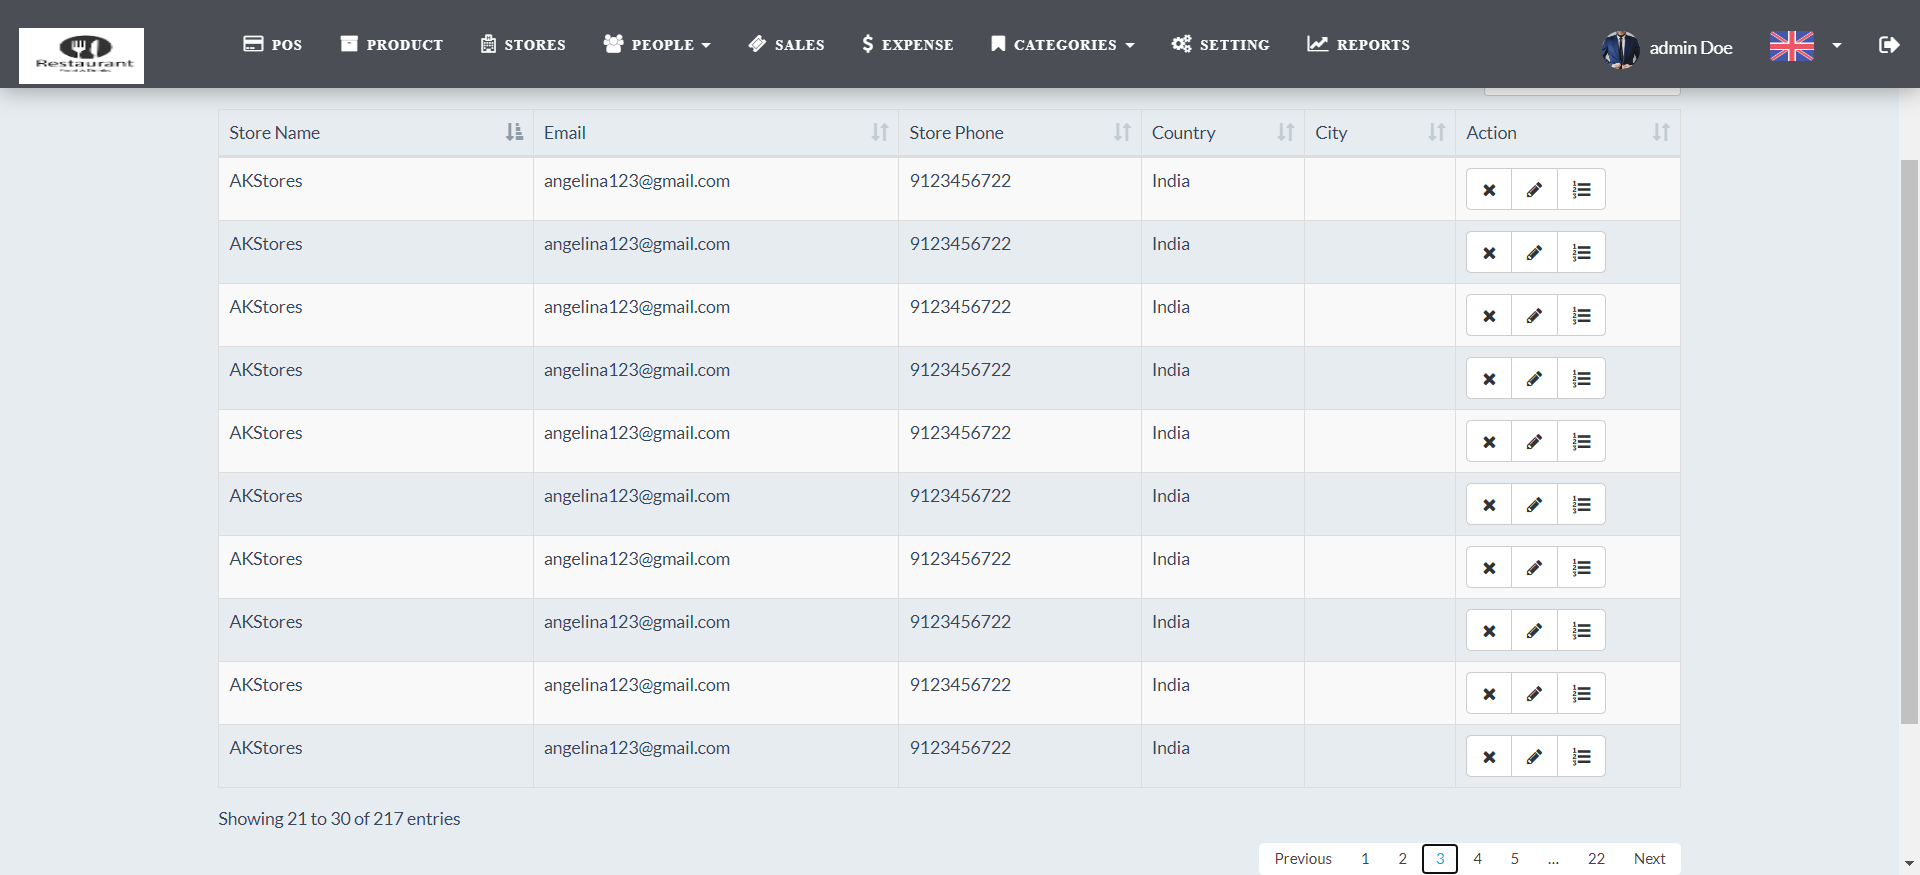 Restaurant
POS PRODUCT STORES PEOPLE SALES EXPENSE CATEGORIES SETTING REPORTS admin Doe
Store Name Email Store Phone Country City Action
AKStores angelina123@gmail.com 9123456722 India
AKStores angelina123@gmail.com 9123456722 India
AKStores angelina123@gmail.com 9123456722 India
AKStores angelina123@gmail.com 9123456722 India
AKStores angelina123@gmail.com 9123456722 India
AKStores angelina123@gmail.com 9123456722 India
AKStores angelina123@gmail.com 9123456722 India
AKStores angelina123@gmail.com 9123456722 India
AKStores angelina123@gmail.com 9123456722 India
AKStores angelina123@gmail.com 9123456722 India
Showing 21 to 30 of 217 entries
Previous 1 2 3 4 5 ... 22 Next